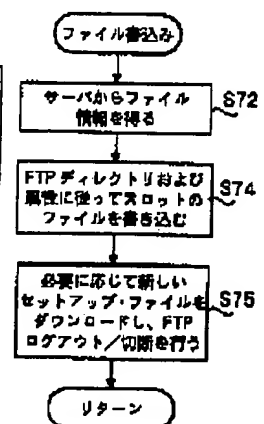 ファイル書込み
サーバからファイル
情報を得る
S72
FTPディレクトリおよび
属性に従ってスロットの
ファイルを書き込む
S74
必要に応じて新しい
セットアップ・ファイルを
ダウンロードし、FTP
ログアウト/切断を行う
S75
リターン